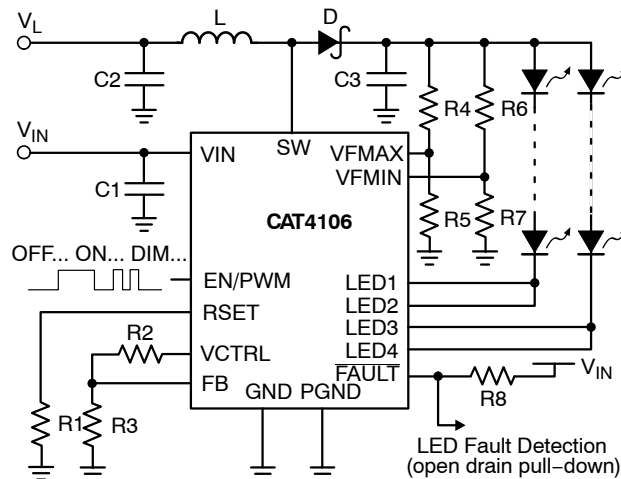 VL
L
D
C2
C3
R4
R6
VIN
VIN
SW
VFMAX
C1
VFMIN
CAT4106
R5
R7
OFF... ON... DIM...
EN/PWM
LED1
LED2
RSET
LED3
R2
VCTRL
LED4
FAULT
VIN
FB
GND
PGND
R8
R1
R3
LED Fault Detection
(open drain pull−down)